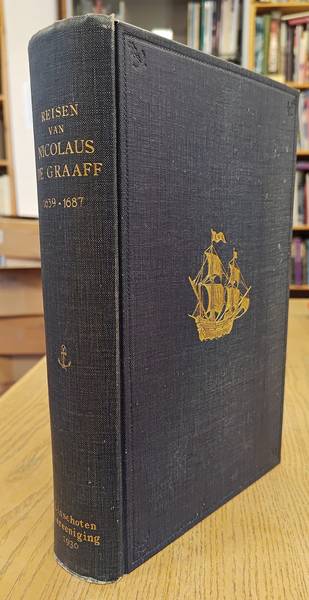 REISEN
VAN
NICOLAUS
DE GRAAFF
1639-1687
Linschoten
Vereeniging
1930